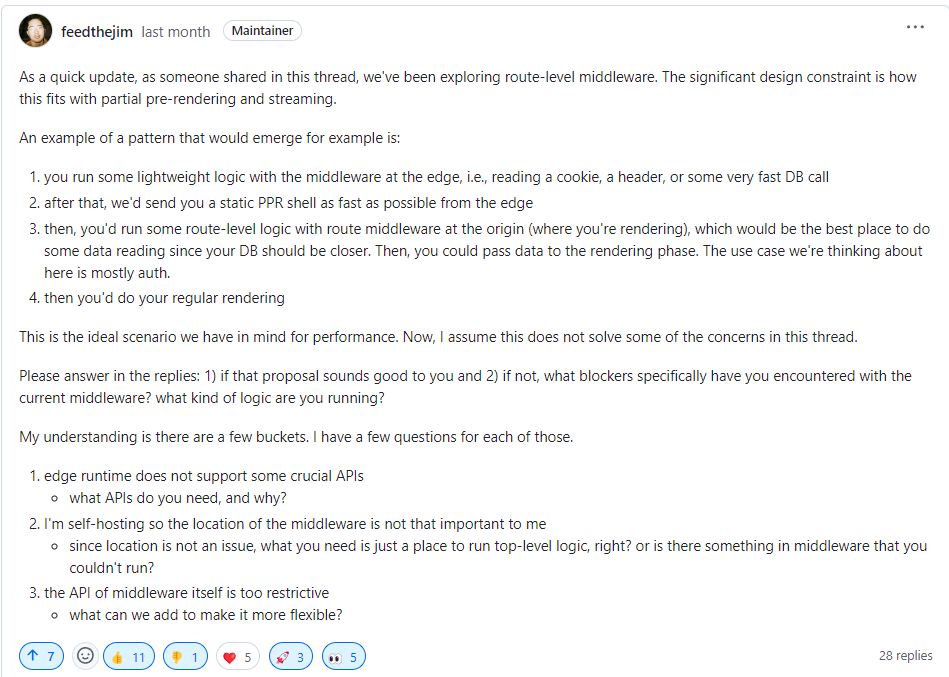 feedthejim last month Maintainer
As a quick update, as someone shared in this thread, we've been exploring route-level middleware. The significant design constraint is how
this fits with partial pre-rendering and streaming.
An example of a pattern that would emerge for example is:
1. you run some lightweight logic with the middleware at the edge, i.e., reading a cookie, a header, or some very fast DB call
2. after that, we'd send you a static PPR shell as fast as possible from the edge
3. then, you'd run some route-level logic with route middleware at the origin (where you're rendering), which would be the best place to do
some data reading since your DB should be closer. Then, you could pass data to the rendering phase. The use case we're thinking about
here is mostly auth.
4. then you'd do your regular rendering
This is the ideal scenario we have in mind for performance. Now, I assume this does not solve some of the concerns in this thread.
Please answer in the replies: 1) if that proposal sounds good to you and 2) if not, what blockers specifically have you encountered with the
current middleware? what kind of logic are you running?
My understanding is there are a few buckets. I have a few questions for each of those.
1. edge runtime does not support some crucial APIs
◦ what APIs do you need, and why?
2. I'm self-hosting so the location of the middleware is not that important to me
◦ since location is not an issue, what you need is just a place to run top-level logic, right? or is there something in middleware that you
couldn't run?
3. the API of middleware itself is too restrictive
◦ what can we add to make it more flexible?
↑ 7 👍 11 👎 1 ❤️ 5 🚀 3 👀 5 28 replies